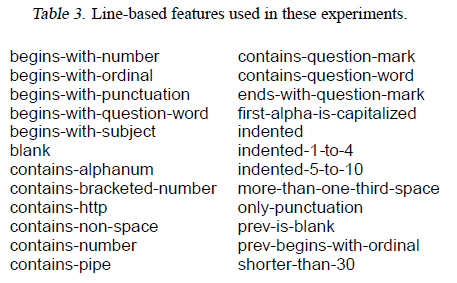 Table 3. Line-based features used in these experiments.
begins-with-number
begins-with-ordinal
begins-with-punctuation
begins-with-question-word
begins-with-subject
blank
contains-alphanum
contains-bracketed-number
contains-http
contains-non-space
contains-number
contains-pipe
contains-question-mark
contains-question-word
ends-with-question-mark
first-alpha-is-capitalized
indented
indented-1-to-4
indented-5-to-10
more-than-one-third-space
only-punctuation
prev-is-blank
prev-begins-with-ordinal
shorter-than-30